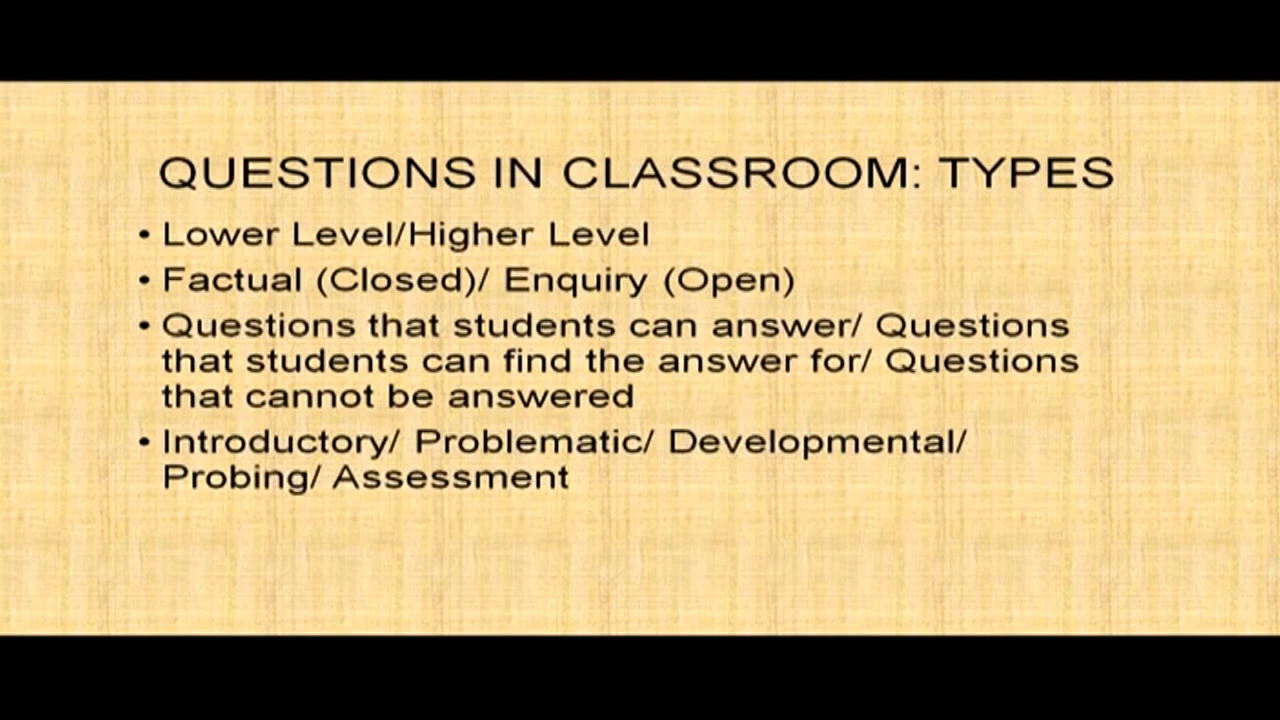 QUESTIONS IN CLASSROOM: TYPES
• Lower Level/Higher Level
• Factual (Closed)/ Enquiry (Open)
• Questions that students can answer/ Questions
that students can find the answer for/ Questions
that cannot be answered
• Introductory/ Problematic/ Developmental/
Probing/ Assessment